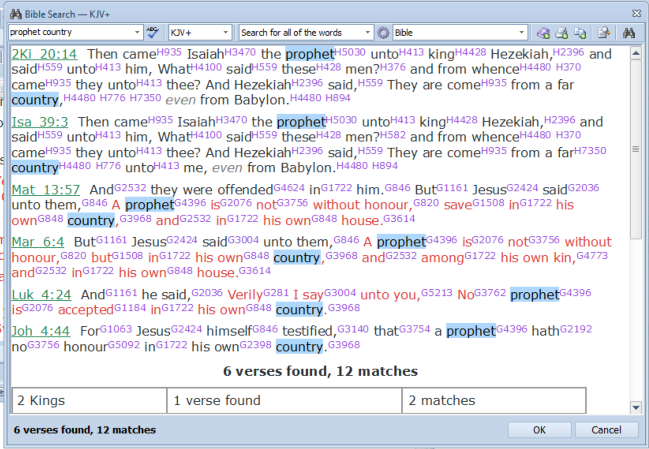 Bible Search — KJV+
prophet country ABC KJV+ Search for all of the words Bible
2Ki 20:14 Then cameH935 IsaiahH3470 the prophetH5030 untoH413 kingH4428 Hezekiah,H2396 and
saidH559 untoH413 him, WhatH4100 saidH559 theseH428 men?H376 and from whenceH4480 H370
cameH935 they untoH413 thee? And HezekiahH2396 said,H559 They are comeH935 from a far
country,H4480 H776 H7350 even from Babylon.H4480 H894
Isa 39:3 Then cameH935 IsaiahH3470 the prophetH5030 untoH413 kingH4428 Hezekiah,H2396 and
saidH559 untoH413 him, WhatH4100 saidH559 theseH428 men?H582 and from whenceH4480 H370
cameH935 they untoH413 thee? And HezekiahH2396 said,H559 They are comeH935 from a farH7350
countryH4480 H776 untoH413 me, even from Babylon.H4480 H894
Mat 13:57 AndG2532 they were offendedG4624 inG1722 him.G846 ButG1161 JesusG2424 saidG2036
unto them,G846 A prophetG4396 isG2076 notG3756 without honour,G820 saveG1508 inG1722 his
ownG848 country,G3968 andG2532 inG1722 his ownG848 house.G3614
Mar 6:4 ButG1161 JesusG2424 saidG3004 unto them,G846 A prophetG4396 isG2076 notG3756 without
honour,G820 butG1508 inG1722 his ownG848 country,G3968 andG2532 amongG1722 his own kin,G4773
andG2532 inG1722 his ownG848 house.G3614
Luk 4:24 AndG1161 he said,G2036 VerilyG281 I sayG3004 unto you,G5213 NoG3762 prophetG4396
isG2076 acceptedG1184 inG1722 his ownG848 country.G3968
Joh 4:44 ForG1063 JesusG2424 himselfG846 testified,G3140 thatG3754 a prophetG4396 hathG2192
noG3756 honourG5092 inG1722 his ownG2398 country.G3968
6 verses found, 12 matches
2 Kings 1 verse found 2 matches
6 verses found, 12 matches OK Cancel